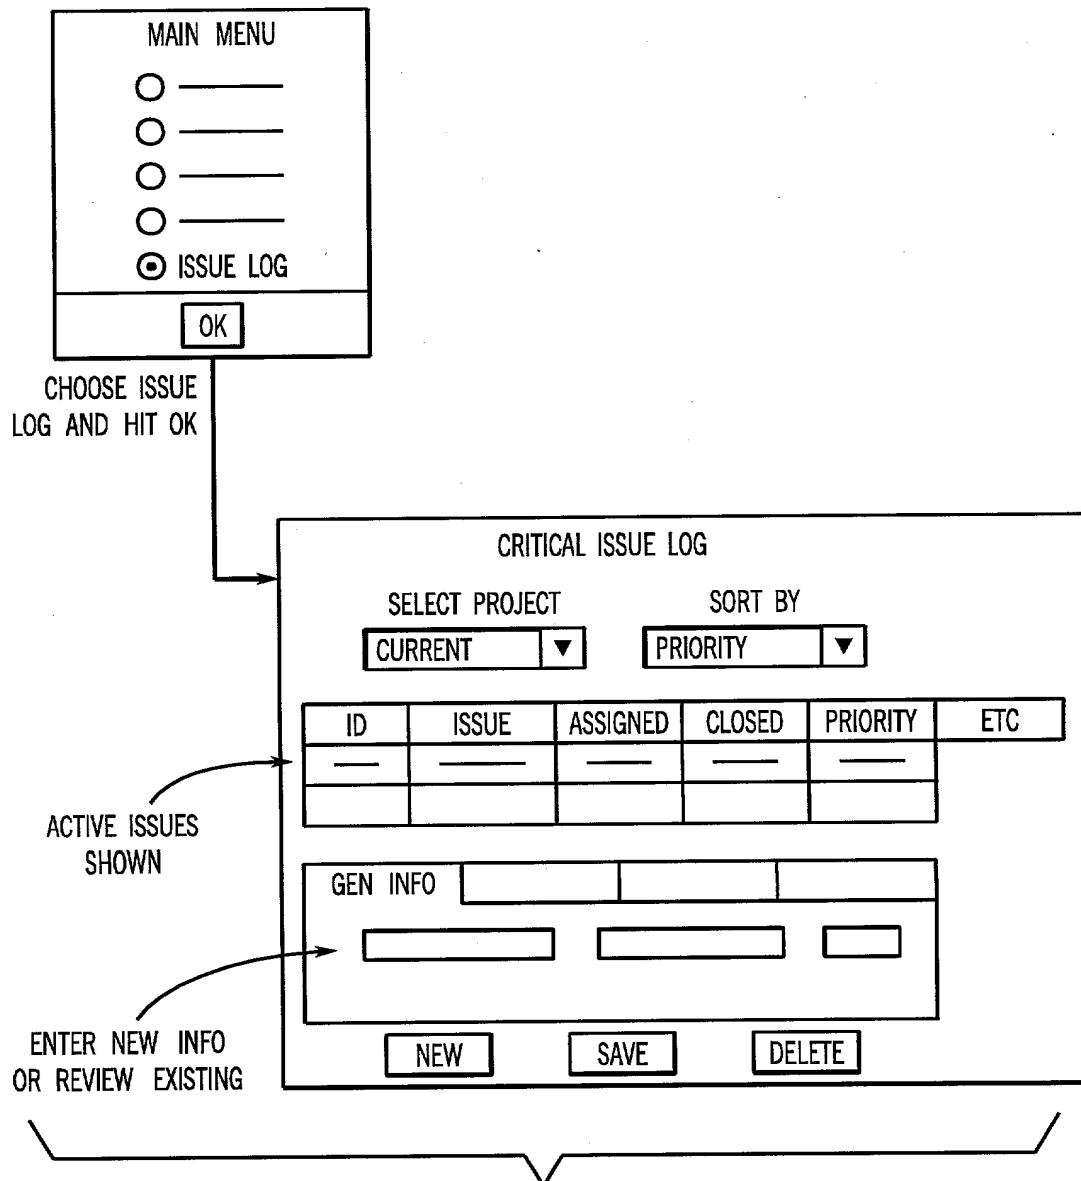 MAIN MENU
ISSUE LOG
OK
CHOOSE ISSUE
LOG AND HIT OK
CRITICAL ISSUE LOG
SELECT PROJECT SORT BY
CURRENT PRIORITY
ID ISSUE ASSIGNED CLOSED PRIORITY ETC
ACTIVE ISSUES
SHOWN
GEN INFO
ENTER NEW INFO
OR REVIEW EXISTING
NEW SAVE DELETE